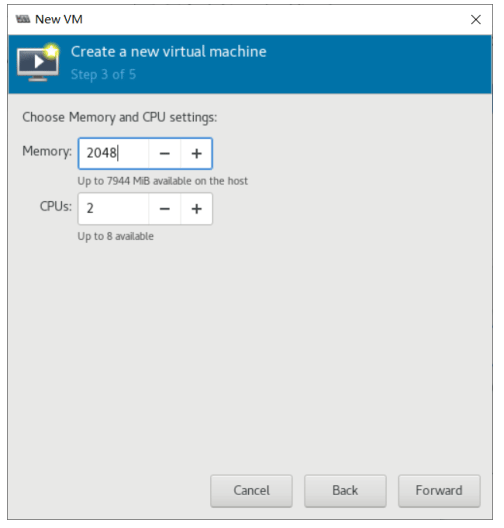 New VM
Create a new virtual machine
Step 3 of 5
Choose Memory and CPU settings:
Memory: 2048 − +
Up to 7944 MiB available on the host
CPUs: 2 − +
Up to 8 available
Cancel Back Forward